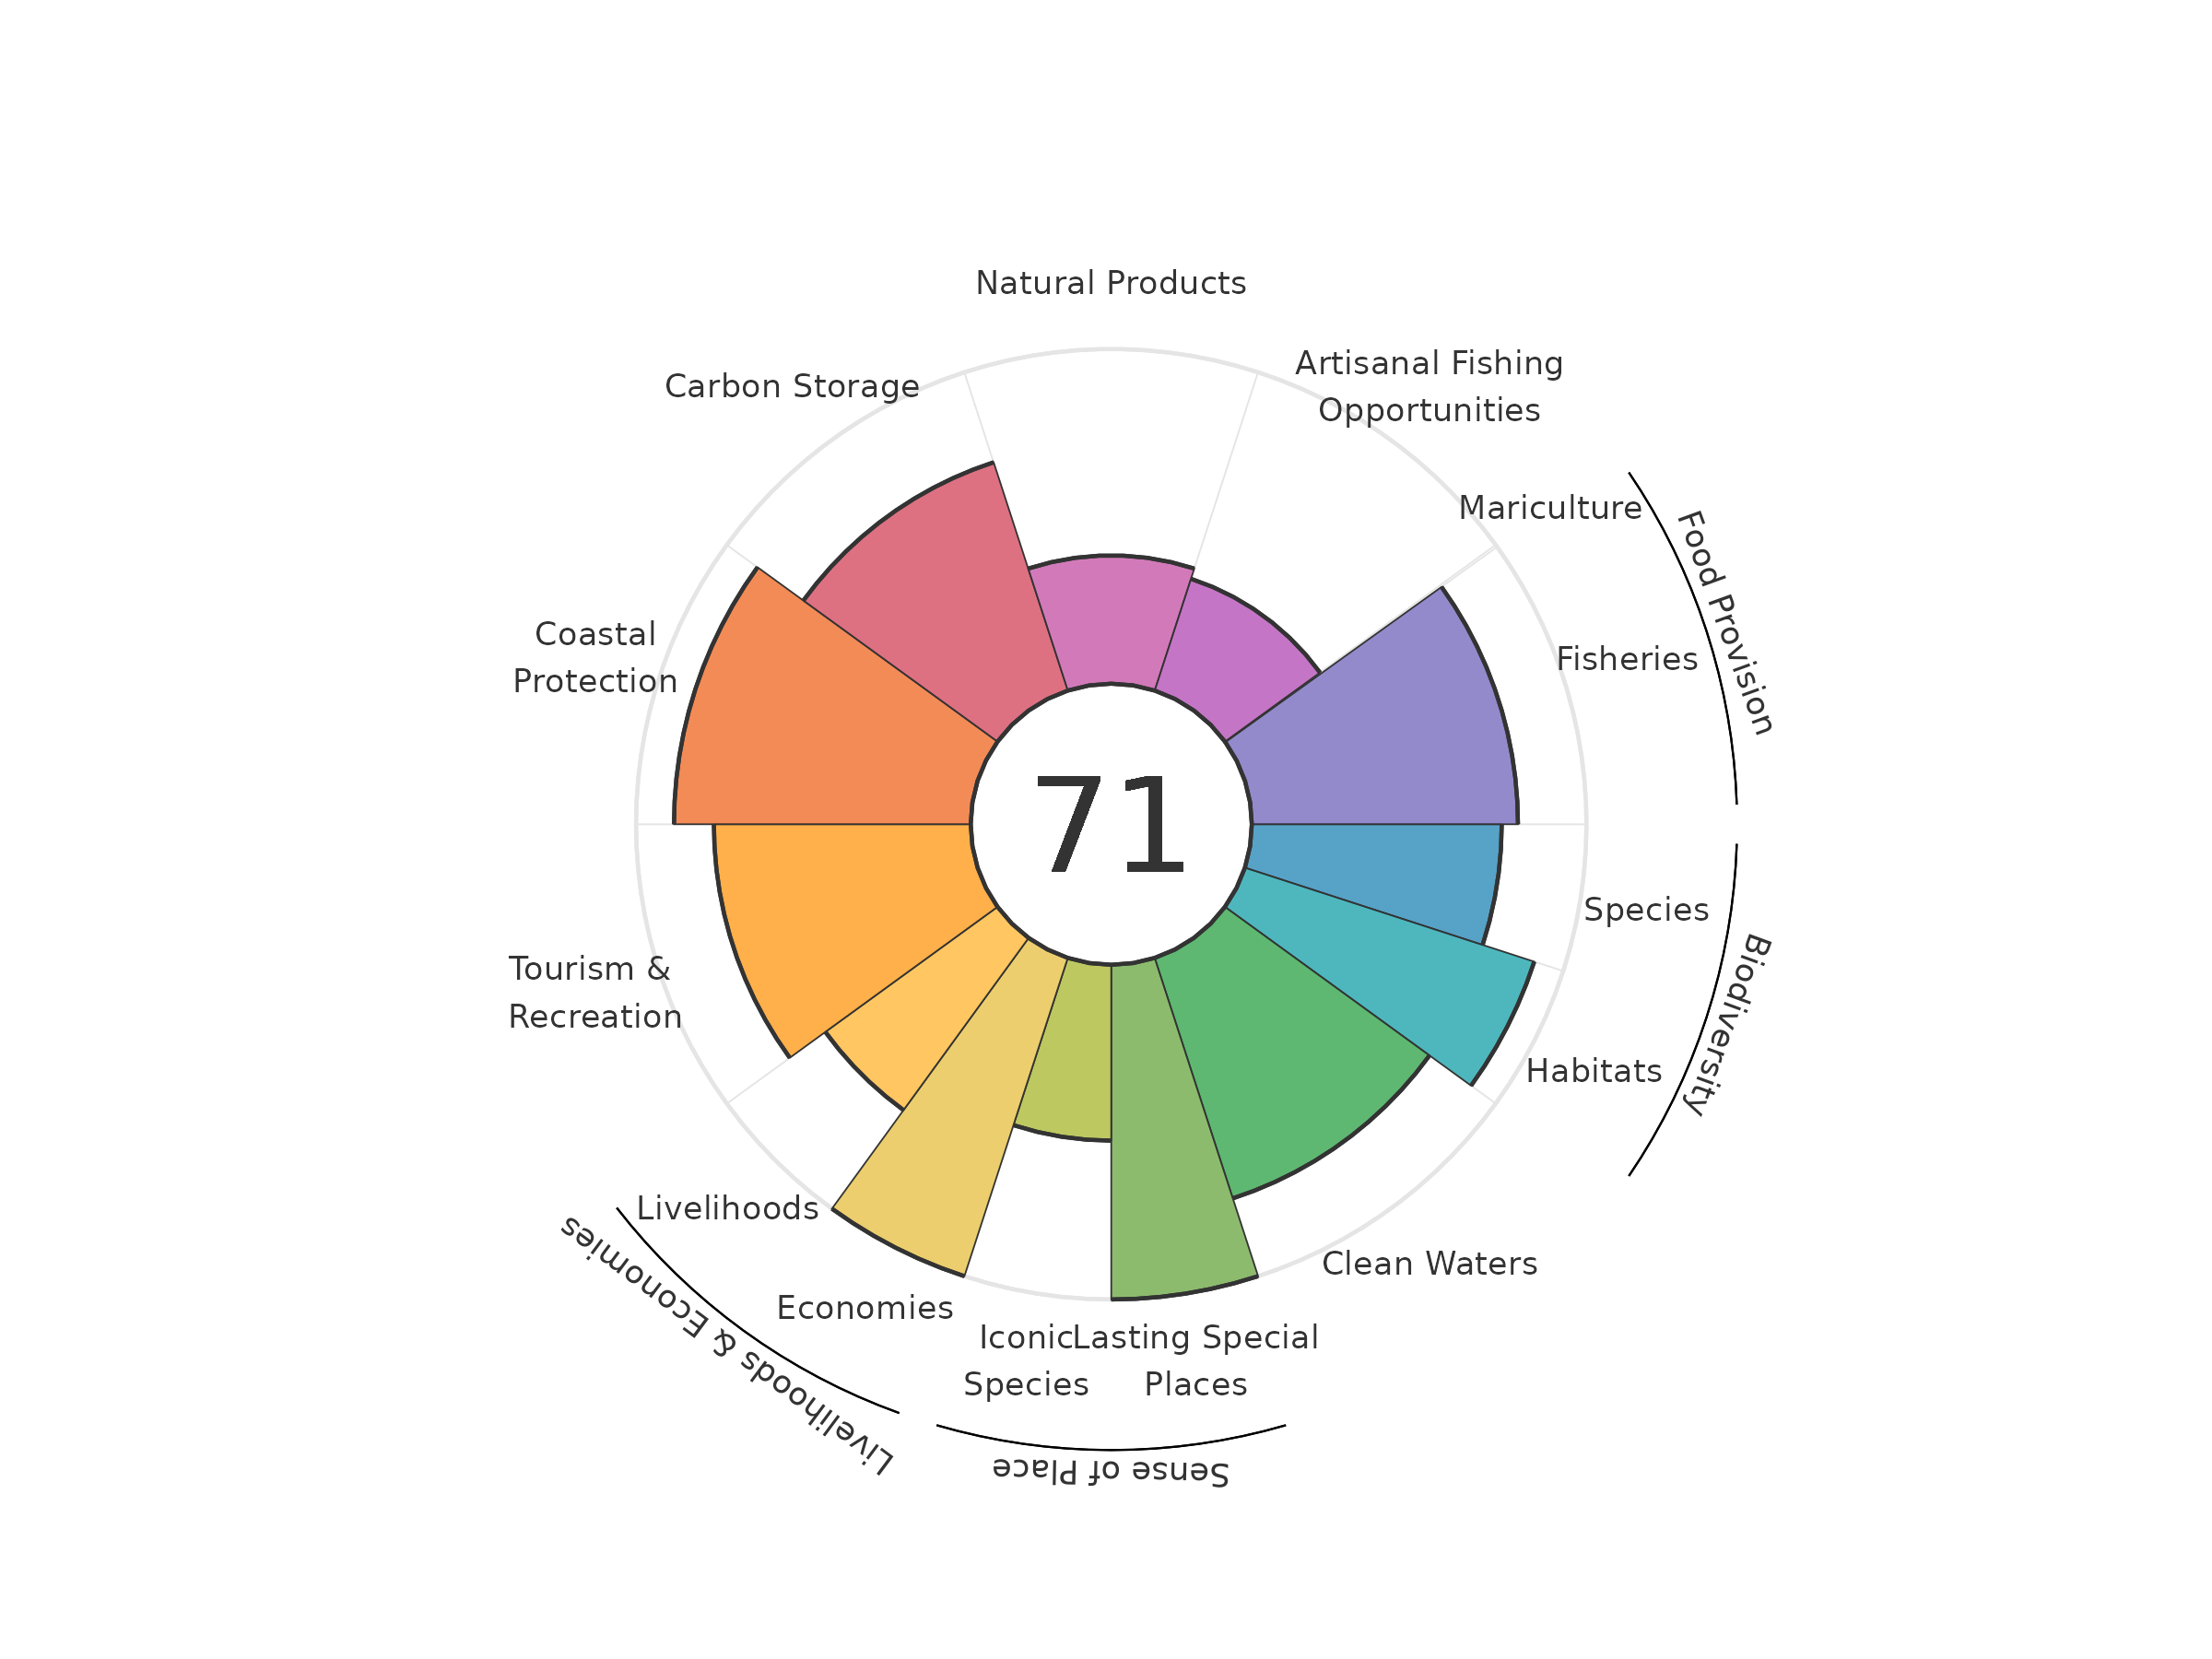 Natural Products
Artisanal Fishing
Opportunities
Carbon Storage
Mariculture
Food Provision
Coastal
Protection
Fisheries
71
Species
Biodiversity
Tourism &
Recreation
Habitats
Livelihoods
Clean Waters
Livelihoods & Economies
Economies
Iconic
Species
Lasting Special
Places
Sense of Place